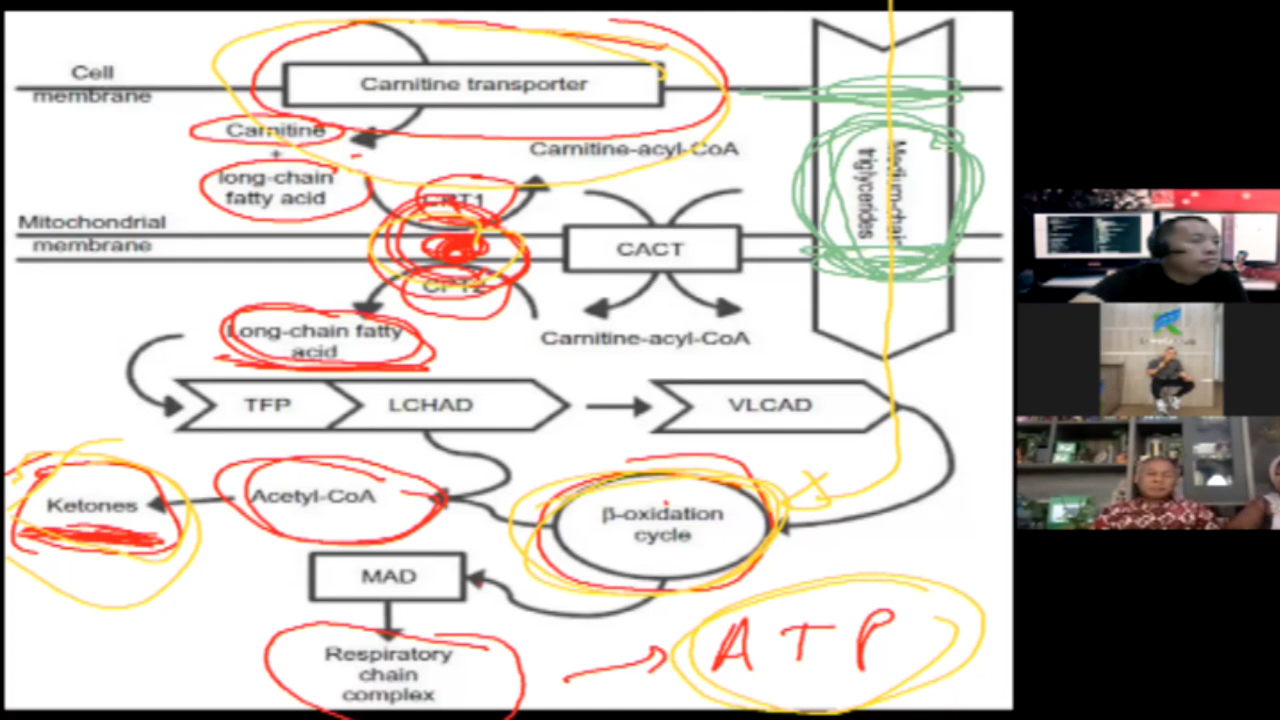 Cell
membrane
Carnitine transporter
Carnitine
+
long-chain
fatty acid
Carnitine-acyl-CoA
Medium-chain
triglycerides
CPT1
Mitochondrial
membrane
CACT
CPT2
Long-chain fatty
acid
Carnitine-acyl-CoA
TFP
LCHAD
VLCAD
Ketones
Acetyl-CoA
β-oxidation
cycle
MAD
Respiratory
chain
complex
ATP